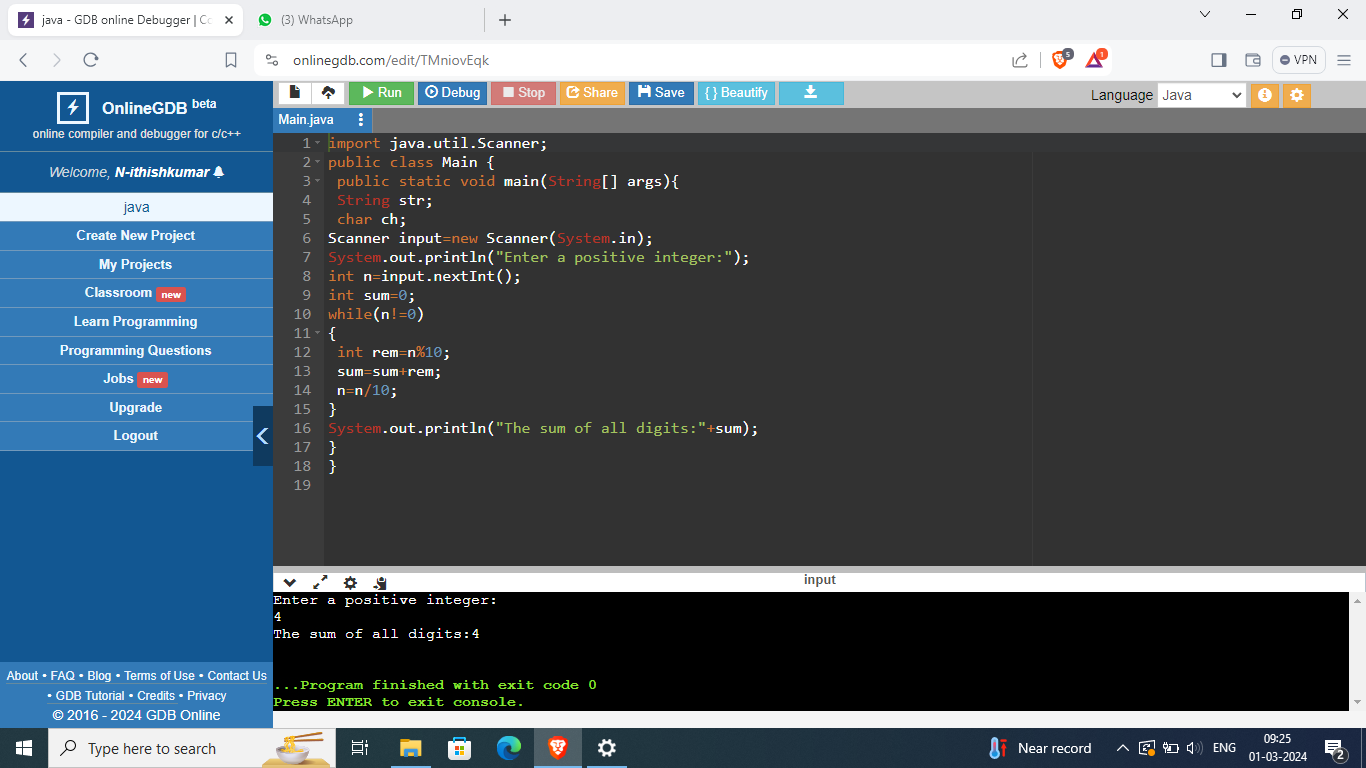 java - GDB online Debugger | Co
(3) WhatsApp
onlinegdb.com/edit/TMniovEqk
5
1
VPN
OnlineGDB beta
online compiler and debugger for c/c++
Welcome, N-ithishkumar
java
Create New Project
My Projects
Classroom new
Learn Programming
Programming Questions
Jobs new
Upgrade
Logout
About • FAQ • Blog • Terms of Use • Contact Us
• GDB Tutorial • Credits • Privacy
© 2016 - 2024 GDB Online
Run
Debug
Stop
Share
Save
{ } Beautify
Language Java
Main.java
1 import java.util.Scanner;
2 public class Main {
3 public static void main(String[] args){
4 String str;
5 char ch;
6 Scanner input=new Scanner(System.in);
7 System.out.println("Enter a positive integer:");
8 int n=input.nextInt();
9 int sum=0;
10 while(n!=0)
11 {
12 int rem=n%10;
13 sum=sum+rem;
14 n=n/10;
15 }
16 System.out.println("The sum of all digits:"+sum);
17 }
18 }
19
input
Enter a positive integer:
4
The sum of all digits:4
...Program finished with exit code 0
Press ENTER to exit console.
Type here to search
Near record
ENG
09:25
01-03-2024
2